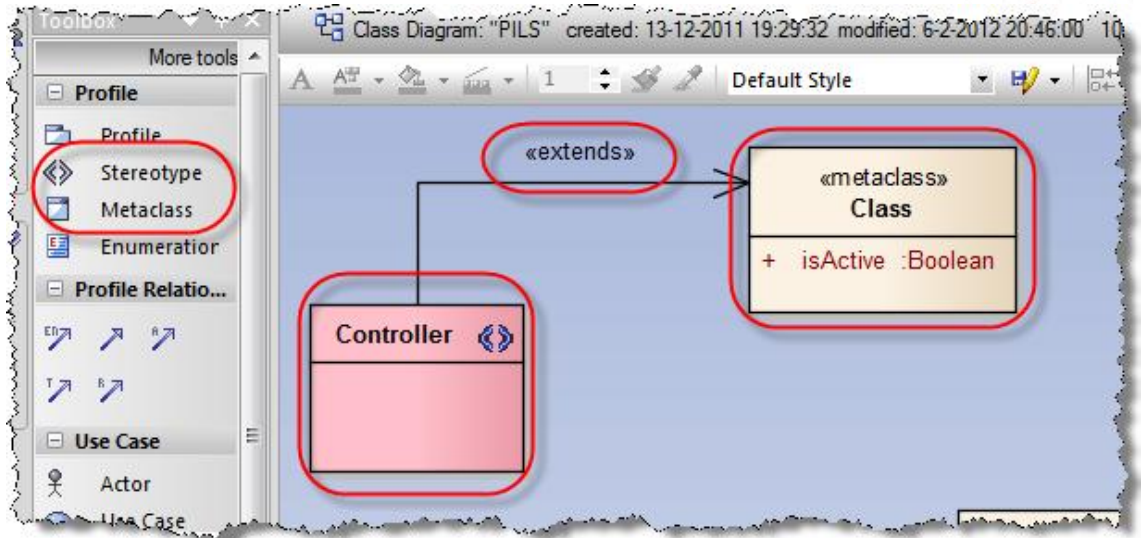 Toolbox
More tools
Profile
Profile
Stereotype
Metaclass
Enumeration
Profile Relatio...
Use Case
Actor
Use Case
Class Diagram: "PILS" created: 13-12-2011 19:29:32 modified: 6-2-2012 20:46:00 10
A 1 Default Style
«extends»
«metaclass»
Class
+ isActive :Boolean
Controller